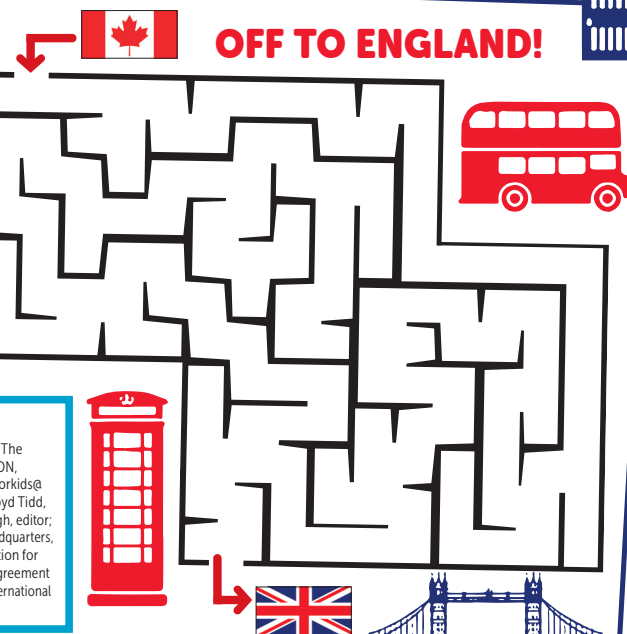 OFF TO ENGLAND!
The
ON,
orkids@
oyd Tidd,
gh, editor;
dquarters,
tion for
greement
ernational